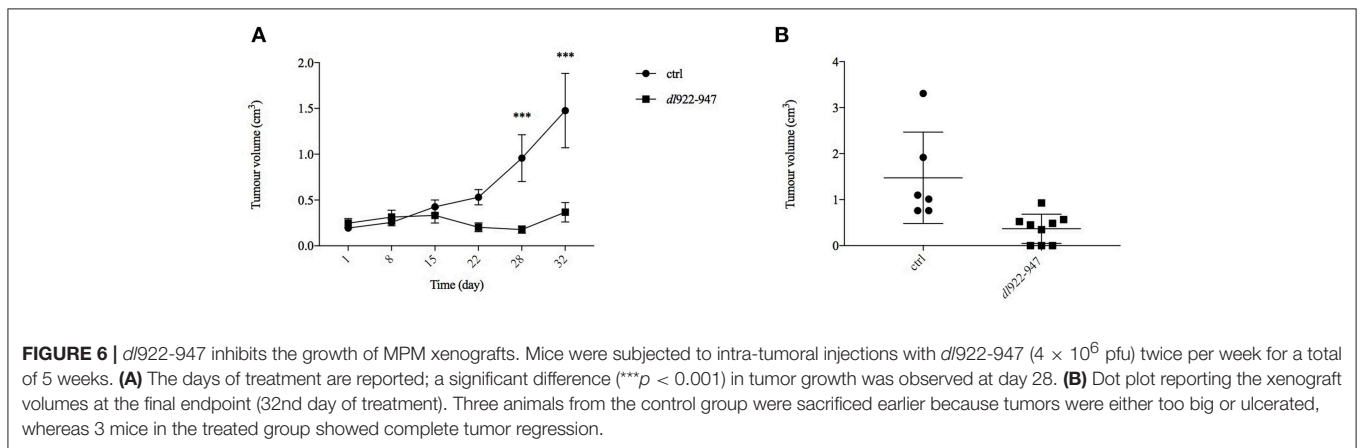 A
B
Tumour volume (cm³)
2.0
1.5
1.0
0.5
0.0
***
***
ctrl
dl922-947
1
8
15
22
28
32
Time (day)
Tumour volume (cm³)
4
3
2
1
0
ctrl
dl922-947
FIGURE 6 | dl922-947 inhibits the growth of MPM xenografts. Mice were subjected to intra-tumoral injections with dl922-947 (4 × 10⁶ pfu) twice per week for a total
of 5 weeks. (A) The days of treatment are reported; a significant difference (***p < 0.001) in tumor growth was observed at day 28. (B) Dot plot reporting the xenograft
volumes at the final endpoint (32nd day of treatment). Three animals from the control group were sacrificed earlier because tumors were either too big or ulcerated,
whereas 3 mice in the treated group showed complete tumor regression.